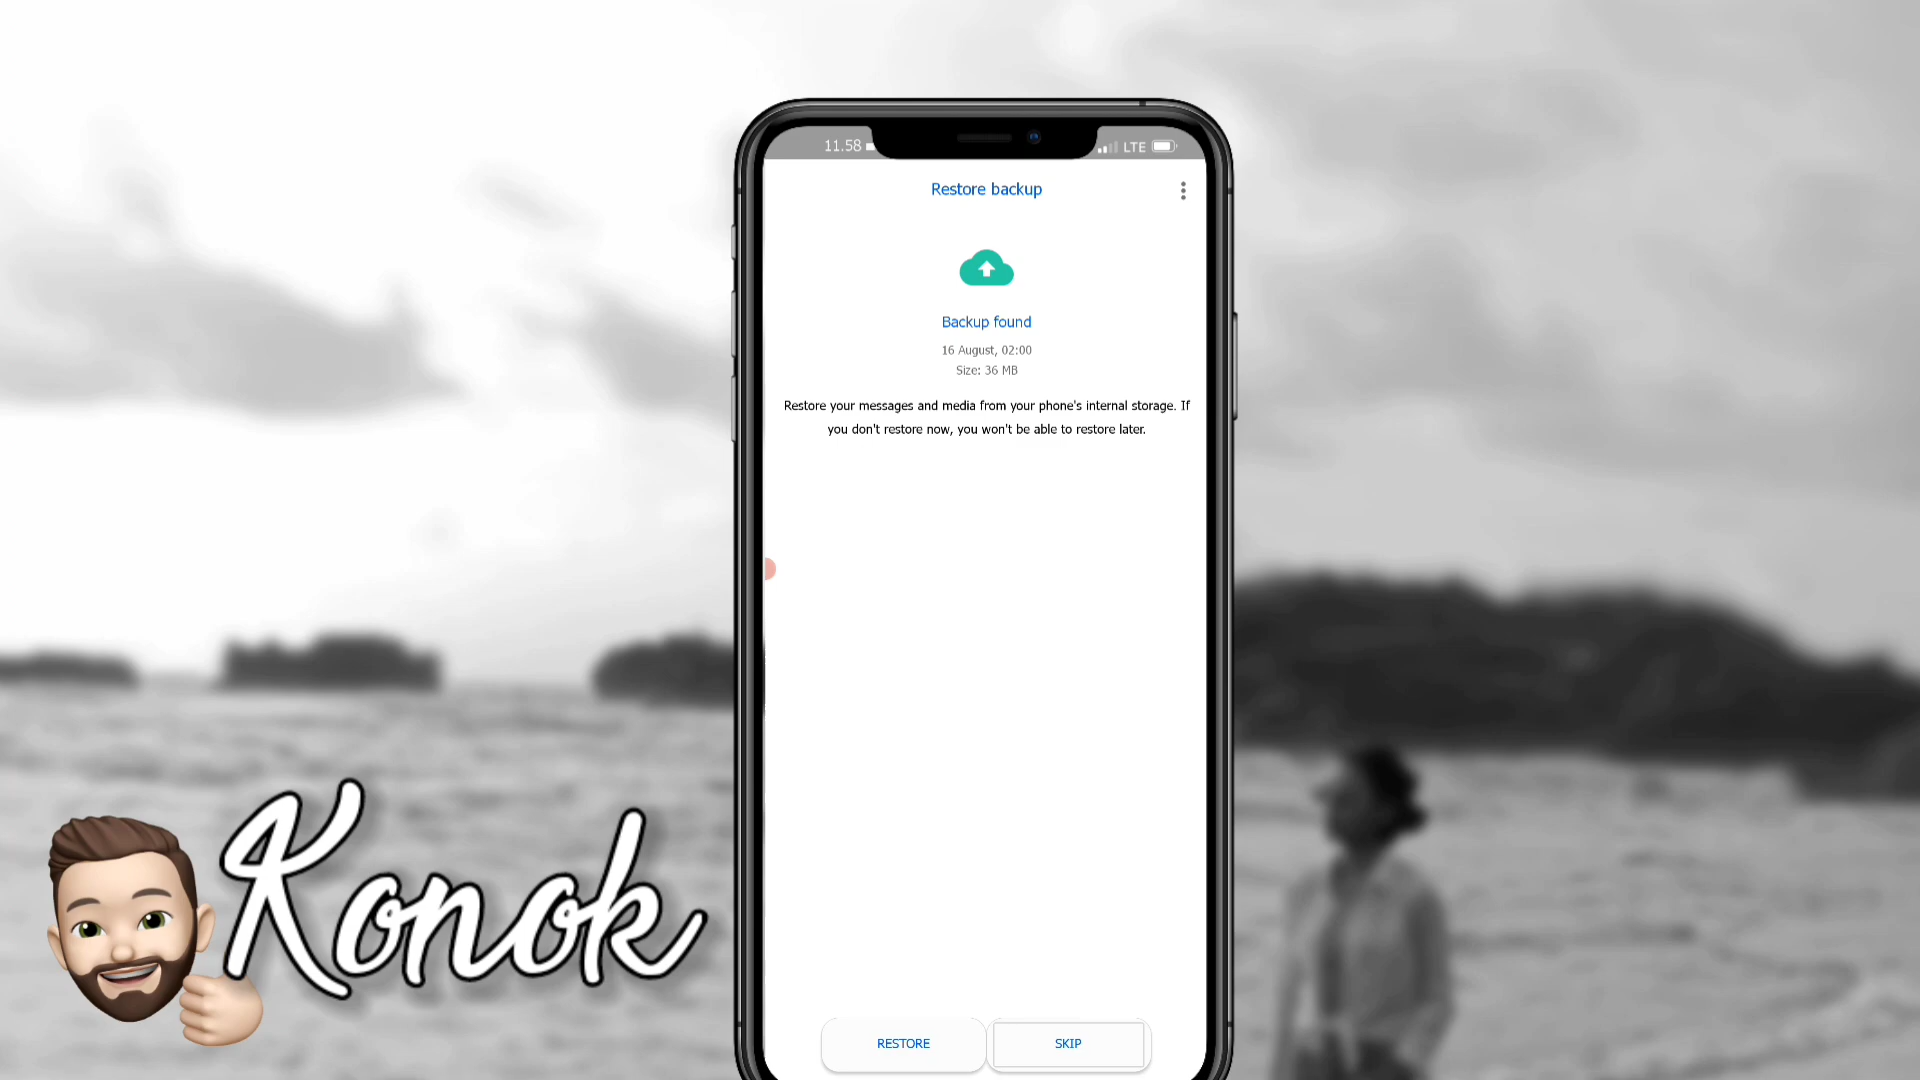 11.58
LTE
Restore backup
Backup found
16 August, 02:00
Size: 36 MB
Restore your messages and media from your phone's internal storage. If
you don't restore now, you won't be able to restore later.
Konok
RESTORE
SKIP